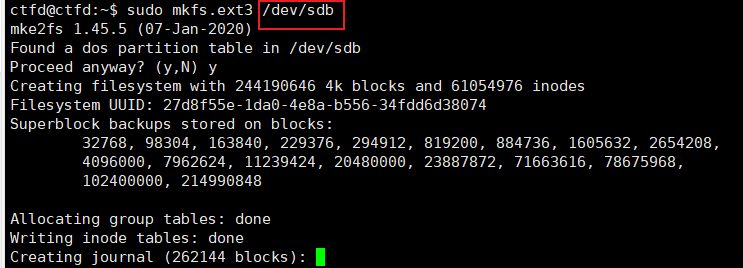 ctfd@ctfd:~$ sudo mkfs.ext3 /dev/sdb
mke2fs 1.45.5 (07-Jan-2020)
Found a dos partition table in /dev/sdb
Proceed anyway? (y,N) y
Creating filesystem with 244190646 4k blocks and 61054976 inodes
Filesystem UUID: 27d8f55e-1da0-4e8a-b556-34fdd6d38074
Superblock backups stored on blocks:
32768, 98304, 163840, 229376, 294912, 819200, 884736, 1605632, 2654208,
4096000, 7962624, 11239424, 20480000, 23887872, 71663616, 78675968,
102400000, 214990848
Allocating group tables: done
Writing inode tables: done
Creating journal (262144 blocks):